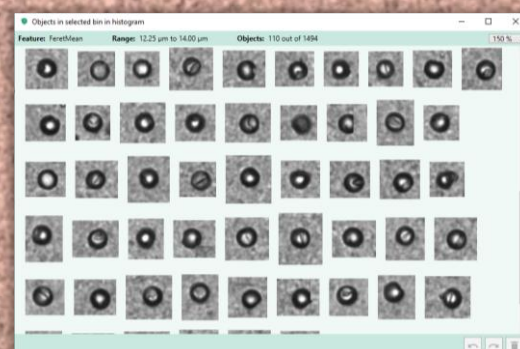 Objects in selected bin in histogram
Feature: FeretMean Range: 12.25 µm to 14.00 µm Objects: 110 out of 1494
150 %